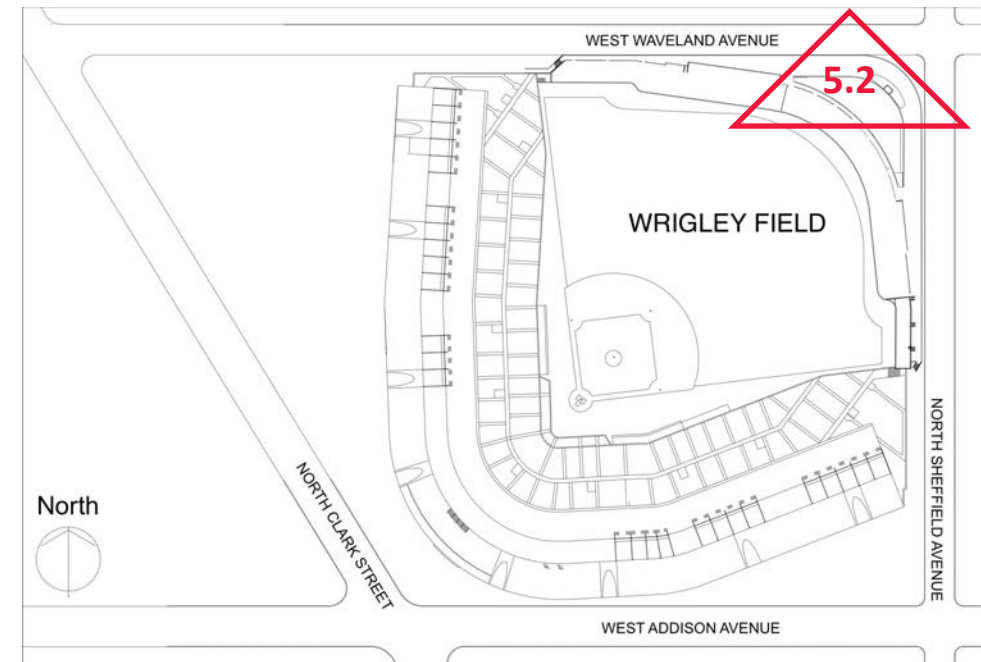 WEST WAVELAND AVENUE
5.2
WRIGLEY FIELD
NORTH SHEFFIELD AVENUE
NORTH CLARK STREET
North
WEST ADDISON AVENUE